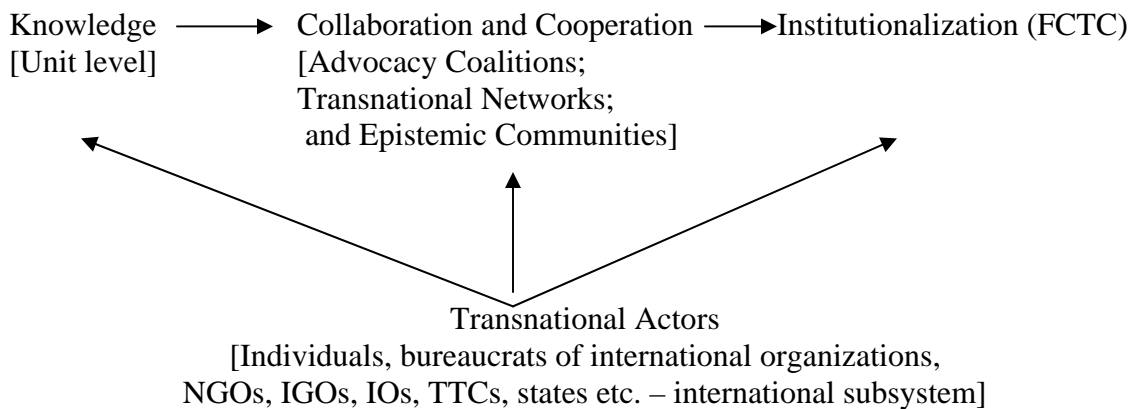 Knowledge Collaboration and Cooperation Institutionalization (FCTC)
[Unit level] [Advocacy Coalitions;
Transnational Networks;
and Epistemic Communities]
Transnational Actors
[Individuals, bureaucrats of international organizations,
NGOs, IGOs, IOs, TTCs, states etc. – international subsystem]